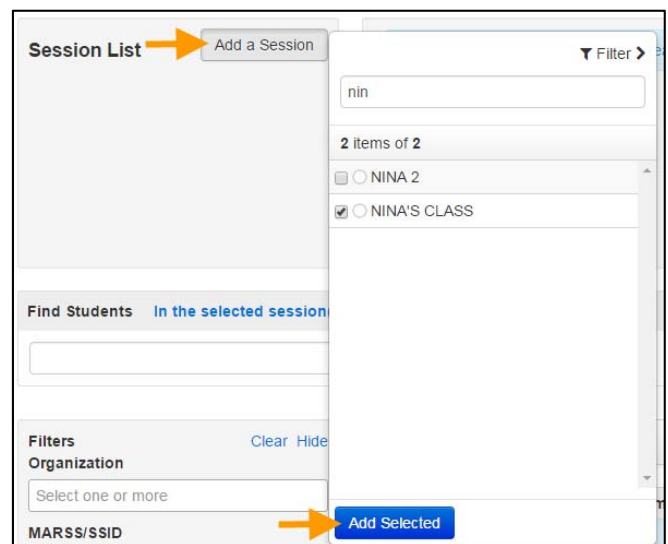 Session List
Add a Session
Filter
nin
2 items of 2
NINA 2
NINA'S CLASS
Find Students In the selected session
Filters Clear Hide
Organization
Select one or more
MARSS/SSID
Add Selected